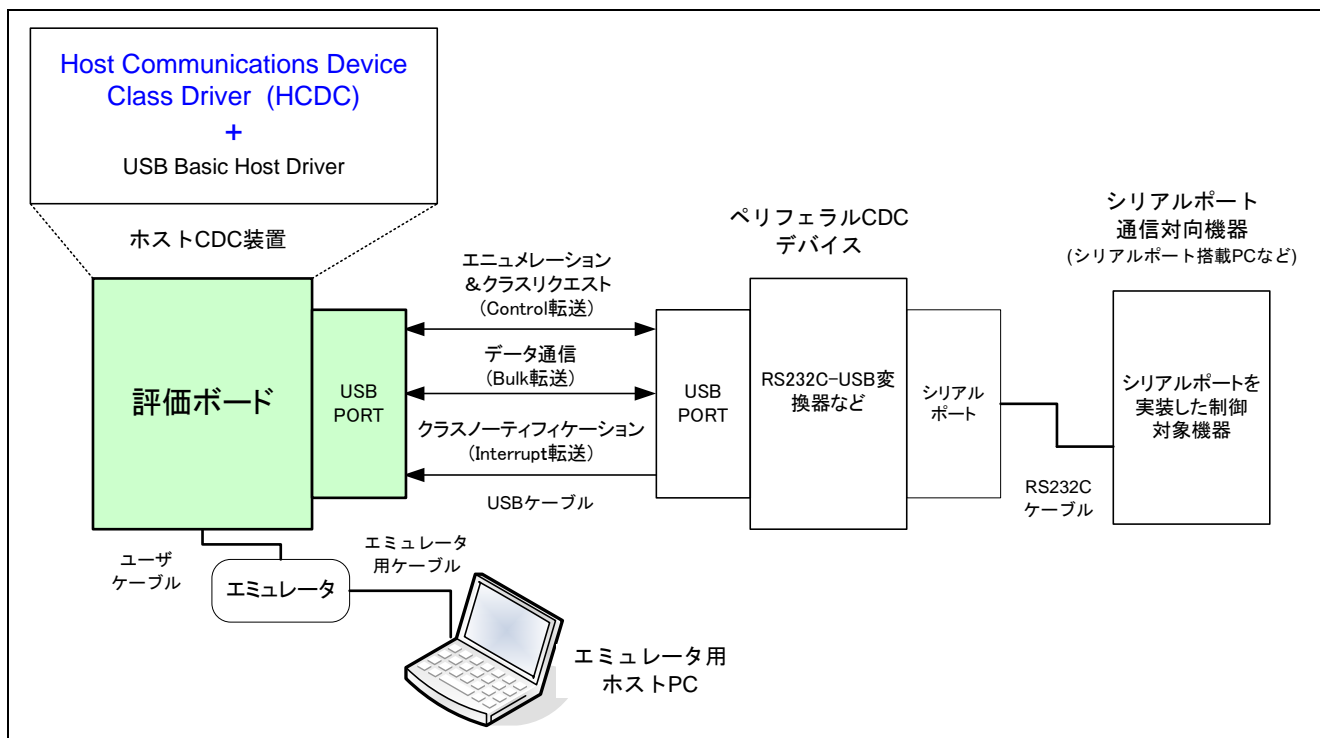 Host Communications Device
Class Driver (HCDC)
+
USB Basic Host Driver
ホストCDC装置
評価ボード
USB
PORT
エニュメレーション
&クラスリクエスト
(Control転送)
データ通信
(Bulk転送)
クラスノーティフィケーション
(Interrupt転送)
USBケーブル
ペリフェラルCDC
デバイス
USB
PORT
RS232C-USB変
換器など
シリアル
ポート
RS232C
ケーブル
シリアルポート
通信対向機器
(シリアルポート搭載PCなど)
シリアルポートを
実装した制御
対象機器
ユーザ
ケーブル
エミュレータ
エミュレータ
用ケーブル
エミュレータ用
ホストPC